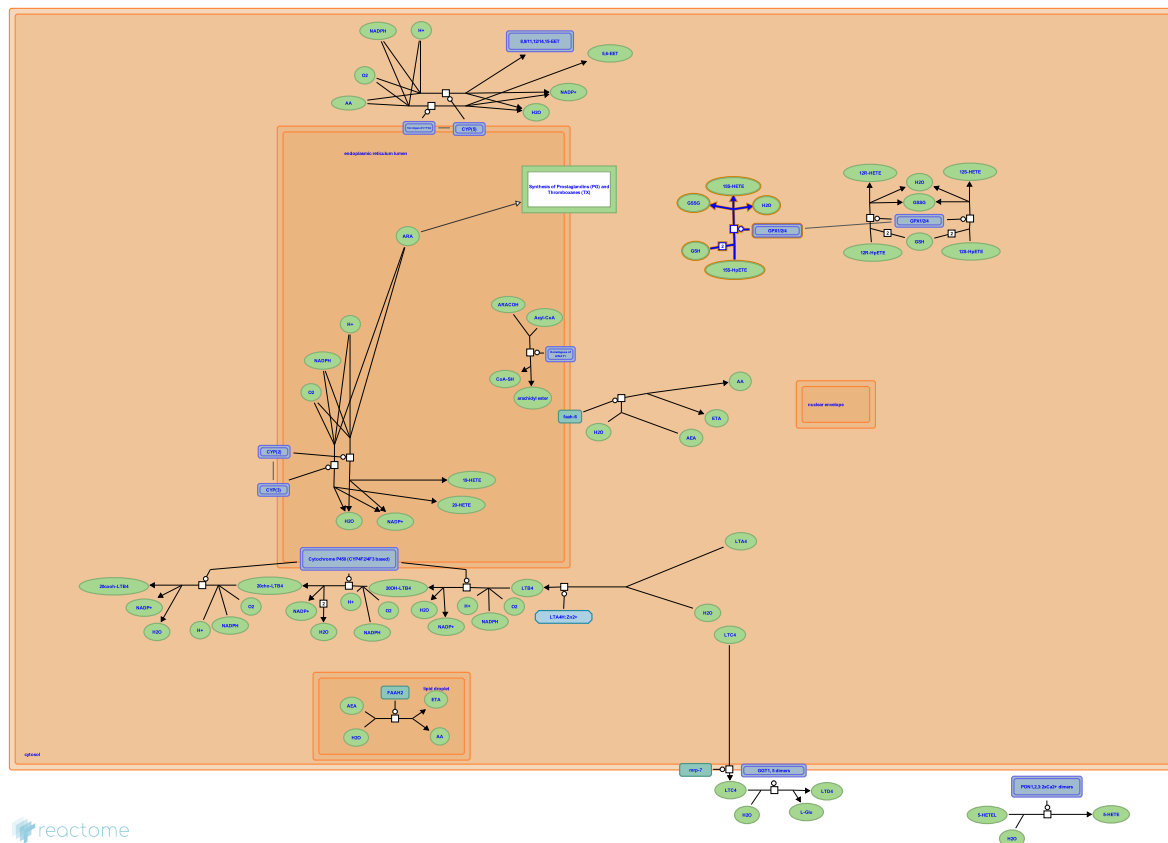 NADPH
H+
8,9/11,12/14,15-EET
5,6-EET
O2
AA
NADP+
H2O
CYP(5)
endoplasmic reticulum lumen
Synthesis of Prostaglandins (PG) and
Thromboxanes (TX)
ARA
15S-HETE
GSSG
H2O
GPX1/2/4
GSH
2
15S-HpETE
12R-HETE
12S-HETE
H2O
GSSG
GPX1/2/4
2
GSH
2
12R-HpETE
12S-HpETE
ARACOH
Acyl-CoA
CoA-SH
arachidyl ester
H+
NADPH
O2
faah-6
AA
ETA
H2O
AEA
nuclear envelope
CYP(2)
CYP(3)
19-HETE
20-HETE
H2O
NADP+
Cytochrome P450 (CYP4F2/4F3 based)
LTA4
20cooh-LTB4
20cho-LTB4
20OH-LTB4
LTB4
NADP+
H2O
H+
NADPH
O2
NADP+
2
H2O
H+
O2
NADPH
H2O
NADP+
H+
NADPH
O2
LTA4H:Zn2+
H2O
LTC4
lipid droplet
FAAH2
AEA
ETA
H2O
AA
cytosol
mrp-7
GGT1, 5 dimers
LTC4
LTD4
H2O
L-Glu
PON1,2,3:2xCa2+ dimers
5-HETEL
5-HETE
H2O
reactome